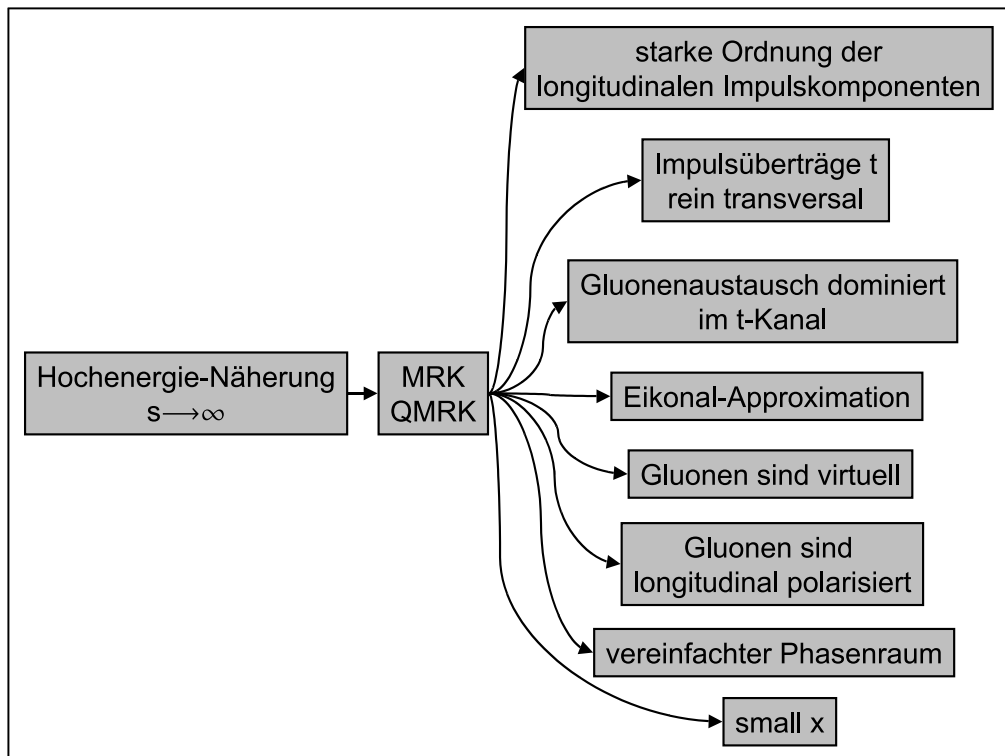 starke Ordnung der
longitudinalen Impulskomponenten
Impulsüberträge t
rein transversal
Gluonenaustausch dominiert
im t-Kanal
Hochenergie-Näherung
s⟶∞
MRK
QMRK
Eikonal-Approximation
Gluonen sind virtuell
Gluonen sind
longitudinal polarisiert
vereinfachter Phasenraum
small x